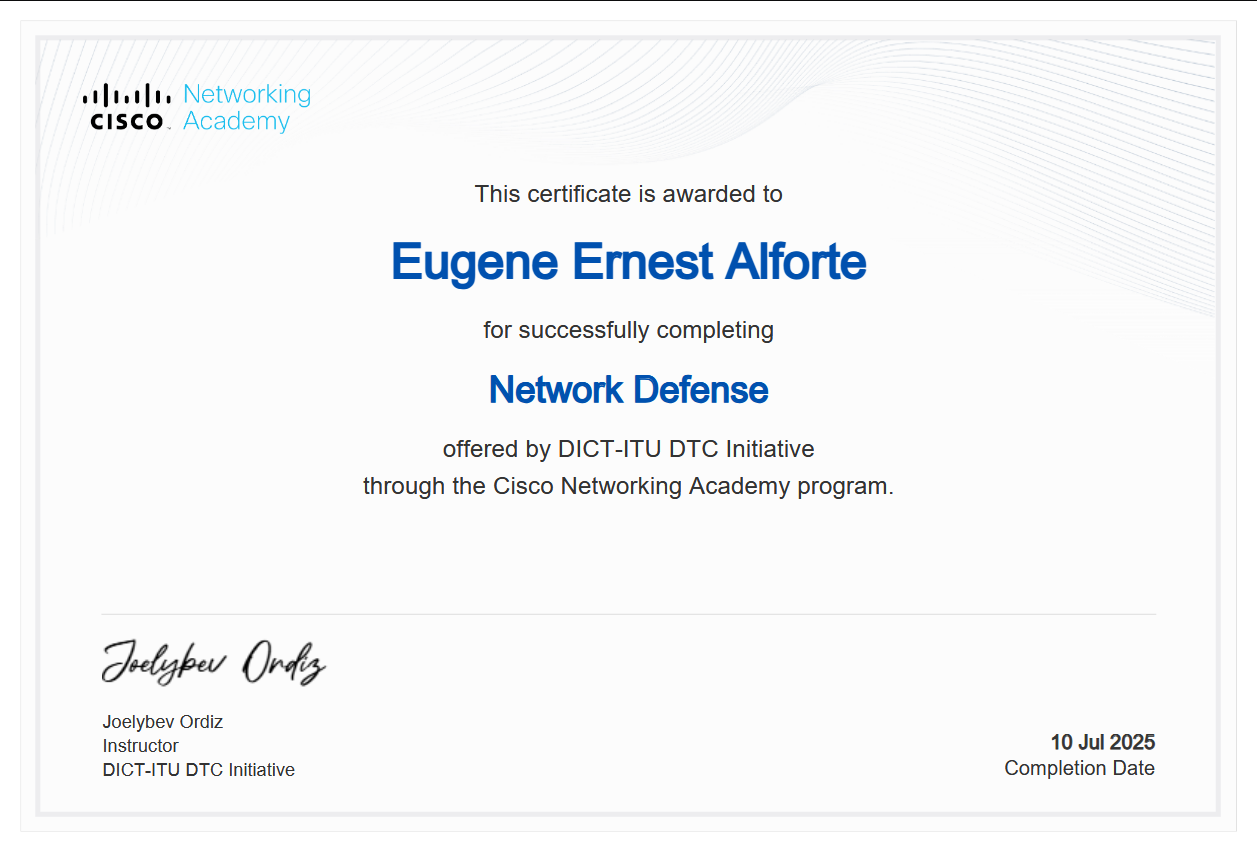 Networking
CISCO Academy
This certificate is awarded to
Eugene Ernest Alforte
for successfully completing
Network Defense
offered by DICT-ITU DTC Initiative
through the Cisco Networking Academy program.
Joelybev Ordiz
Joelybev Ordiz
Instructor
DICT-ITU DTC Initiative
10 Jul 2025
Completion Date